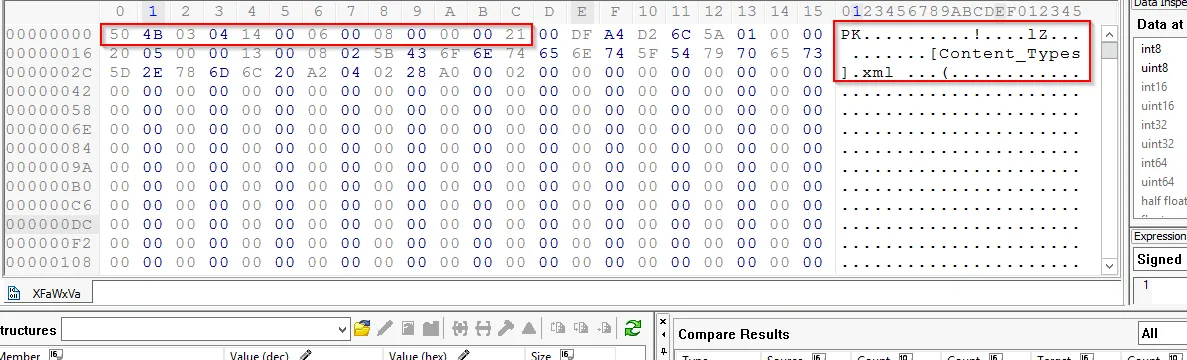 0 1 2 3 4 5 6 7 8 9 A B C D E F 10 11 12 13 14 15 0123456789ABCDEF012345
00000000 50 4B 03 04 14 00 06 00 08 00 00 00 21 00 DF A4 D2 6C 5A 01 00 00 PK..........!....lZ...
00000016 20 05 00 00 13 00 08 02 5B 43 6F 6E 74 65 6E 74 5F 54 79 70 65 73 .......[Content_Types
0000002C 5D 2E 78 6D 6C 20 A2 04 02 28 A0 00 02 00 00 00 00 00 00 00 00 00 ].xml ...(............
00000042 00 00 00 00 00 00 00 00 00 00 00 00 00 00 00 00 00 00 00 00 00 00 ......................
00000058 00 00 00 00 00 00 00 00 00 00 00 00 00 00 00 00 00 00 00 00 00 00 ......................
0000006E 00 00 00 00 00 00 00 00 00 00 00 00 00 00 00 00 00 00 00 00 00 00 ......................
00000084 00 00 00 00 00 00 00 00 00 00 00 00 00 00 00 00 00 00 00 00 00 00 ......................
0000009A 00 00 00 00 00 00 00 00 00 00 00 00 00 00 00 00 00 00 00 00 00 00 ......................
000000B0 00 00 00 00 00 00 00 00 00 00 00 00 00 00 00 00 00 00 00 00 00 00 ......................
000000C6 00 00 00 00 00 00 00 00 00 00 00 00 00 00 00 00 00 00 00 00 00 00 ......................
000000DC 00 00 00 00 00 00 00 00 00 00 00 00 00 00 00 00 00 00 00 00 00 00 ......................
000000F2 00 00 00 00 00 00 00 00 00 00 00 00 00 00 00 00 00 00 00 00 00 00 ......................
00000108 00 00 00 00 00 00 00 00 00 00 00 00 00 00 00 00 00 00 00 00 00 00 ......................
Data Inspe
Data at
int8
uint8
int16
uint16
int32
uint32
int64
uint64
half float
Expression
Signed
1
XFaWxVa
tructures
Member Value (dec) Value (hex) Size
Compare Results
All
Type Source Count Count Target Count